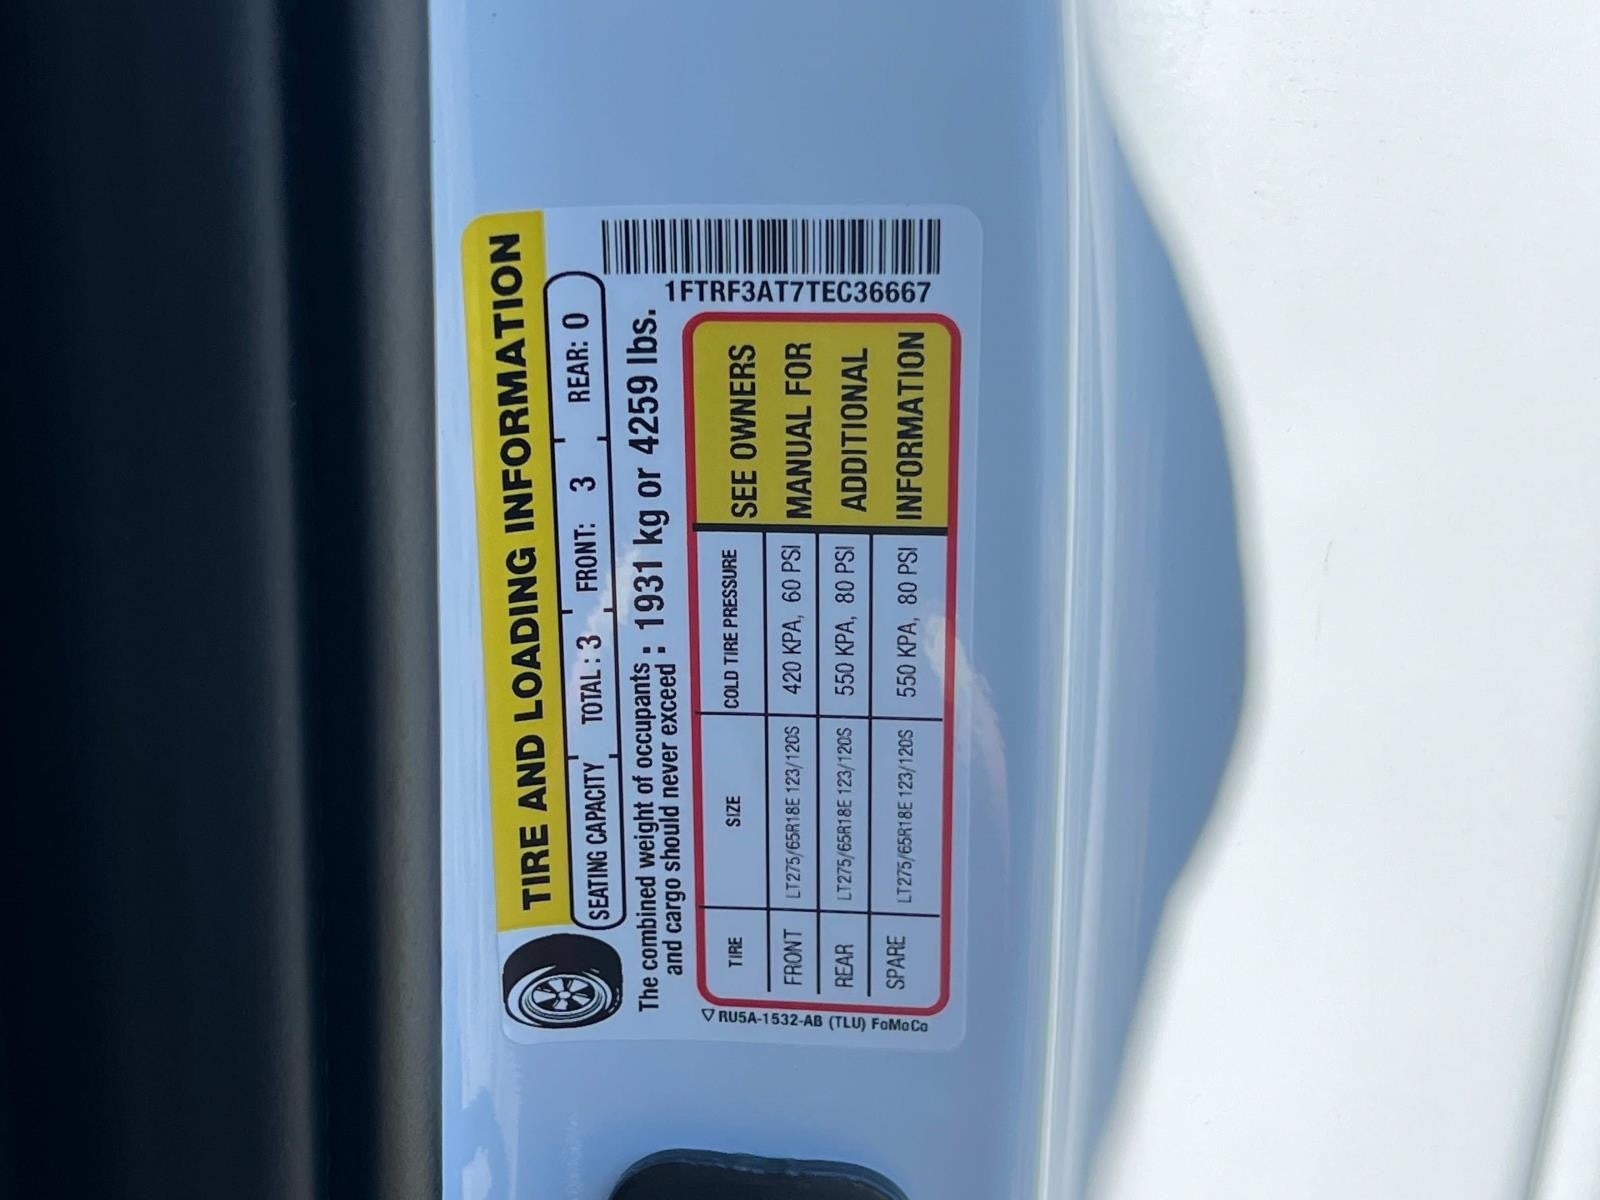 TIRE AND LOADING INFORMATION
SEATING CAPACITY TOTAL: 3 FRONT: 3 REAR: 0
The combined weight of occupants
and cargo should never exceed : 1931 kg or 4259 lbs.
1FTRF3AT7TEC36667
TIRE SIZE COLD TIRE PRESSURE
FRONT LT275/65R18E 123/120S 420 KPA, 60 PSI
REAR LT275/65R18E 123/120S 550 KPA, 80 PSI
SPARE LT275/65R18E 123/120S 550 KPA, 80 PSI
SEE OWNERS
MANUAL FOR
ADDITIONAL
INFORMATION
▽ RU5A-1532-AB (TLU) FoMoCo